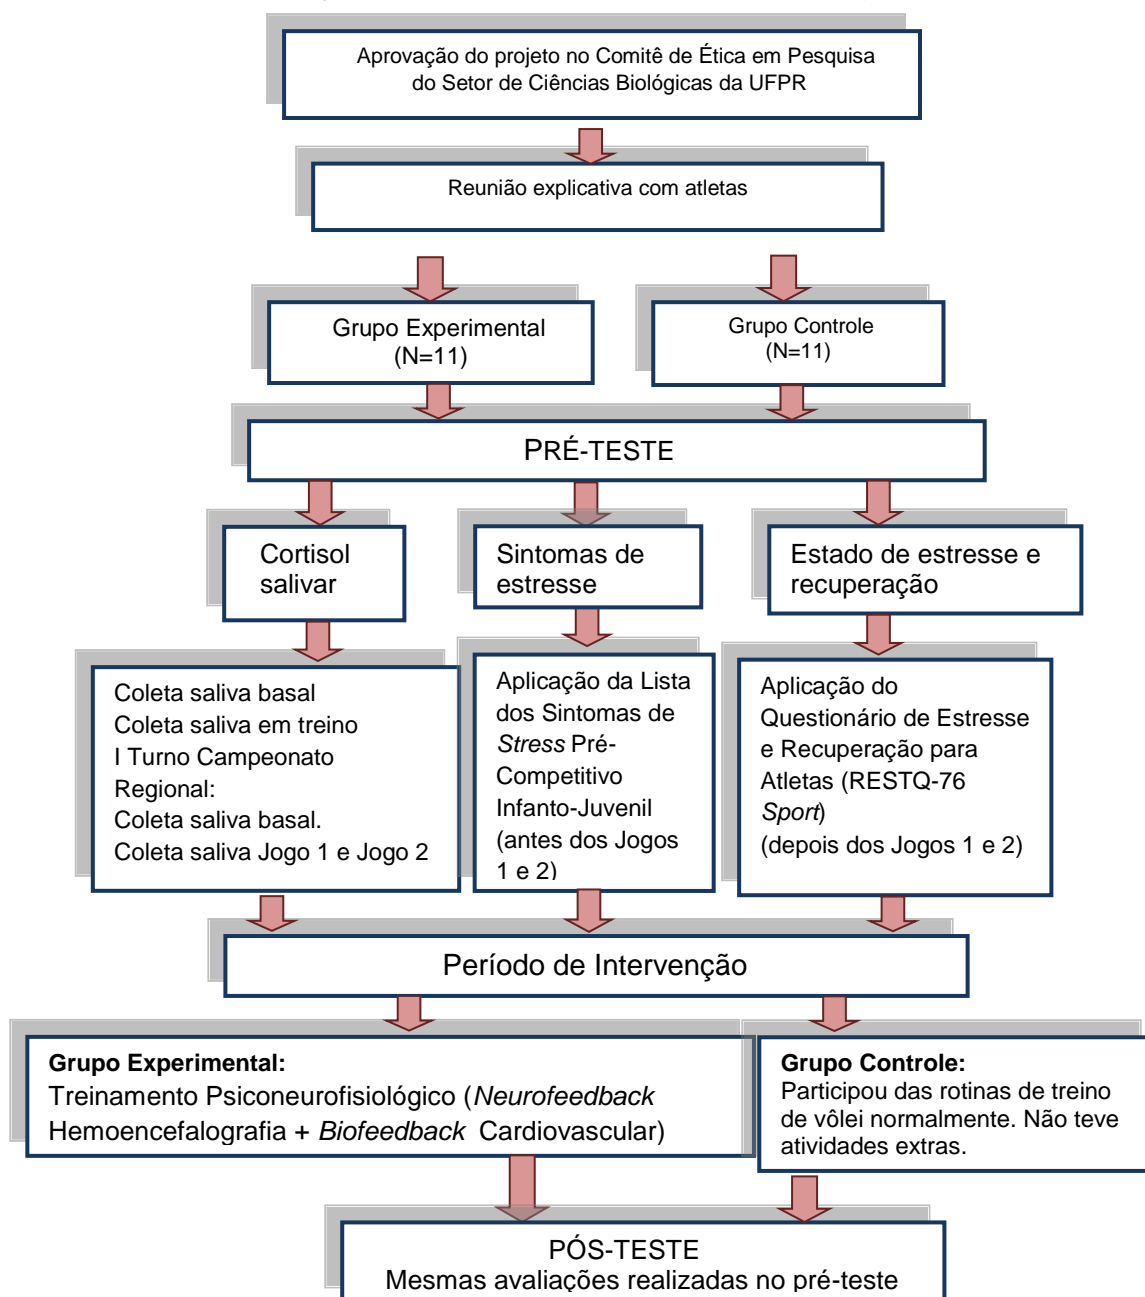 Aprovação do projeto no Comitê de Ética em Pesquisa
do Setor de Ciências Biológicas da UFPR
Reunião explicativa com atletas
Grupo Experimental
(N=11)
Grupo Controle
(N=11)
PRÉ-TESTE
Cortisol
salivar
Sintomas de
estresse
Estado de estresse e
recuperação
Coleta saliva basal
Coleta saliva em treino
I Turno Campeonato
Regional:
Coleta saliva basal.
Coleta saliva Jogo 1 e Jogo 2
Aplicação da Lista
dos Sintomas de
Stress Pré-
Competitivo
Infanto-Juvenil
(antes dos Jogos
1 e 2)
Aplicação do
Questionário de Estresse
e Recuperação para
Atletas (RESTQ-76
Sport)
(depois dos Jogos 1 e 2)
Período de Intervenção
Grupo Experimental:
Treinamento Psiconeurofisiológico (Neurofeedback
Hemoencefalografia + Biofeedback Cardiovascular)
Grupo Controle:
Participou das rotinas de treino
de vôlei normalmente. Não teve
atividades extras.
PÓS-TESTE
Mesmas avaliações realizadas no pré-teste